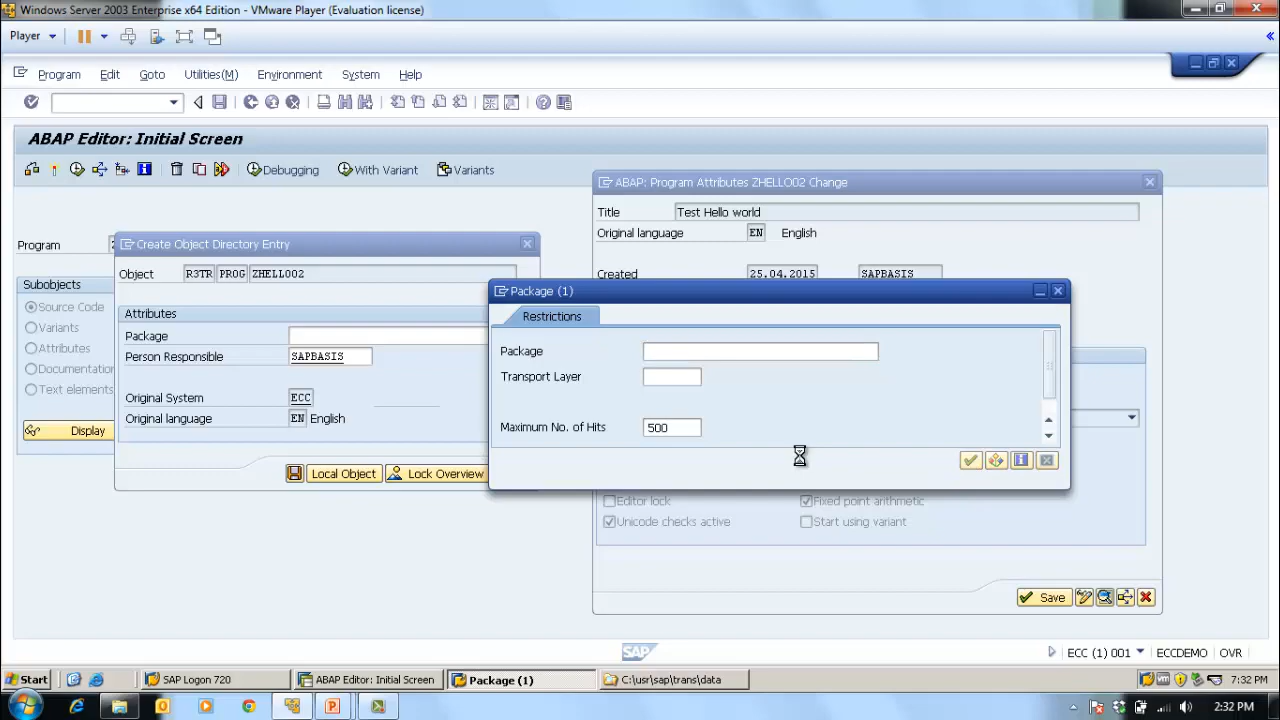 Windows Server 2003 Enterprise x64 Edition - VMware Player (Evaluation license)
Player
Program Edit Goto Utilities(M) Environment System Help
ABAP Editor: Initial Screen
Debugging With Variant Variants
ABAP: Program Attributes ZHELLO02 Change
Title Test Hello world
Original language EN English
Created 25.04.2015 SAPBASIS
Program
Create Object Directory Entry
Object R3TR PROG ZHELLO02
Subobjects
Source Code
Variants
Attributes
Documentation
Text elements
Display
Attributes
Package
Person Responsible SAPBASIS
Original System ECC
Original language EN English
Local Object Lock Overview
Package (1)
Restrictions
Package
Transport Layer
Maximum No. of Hits 500
Editor lock Fixed point arithmetic
Unicode checks active Start using variant
Save
SAP ECC (1) 001 ECCDEMO OVR
Start SAP Logon 720 ABAP Editor: Initial Screen Package (1) C:\usr\sap\trans\data 7:32 PM
2:32 PM